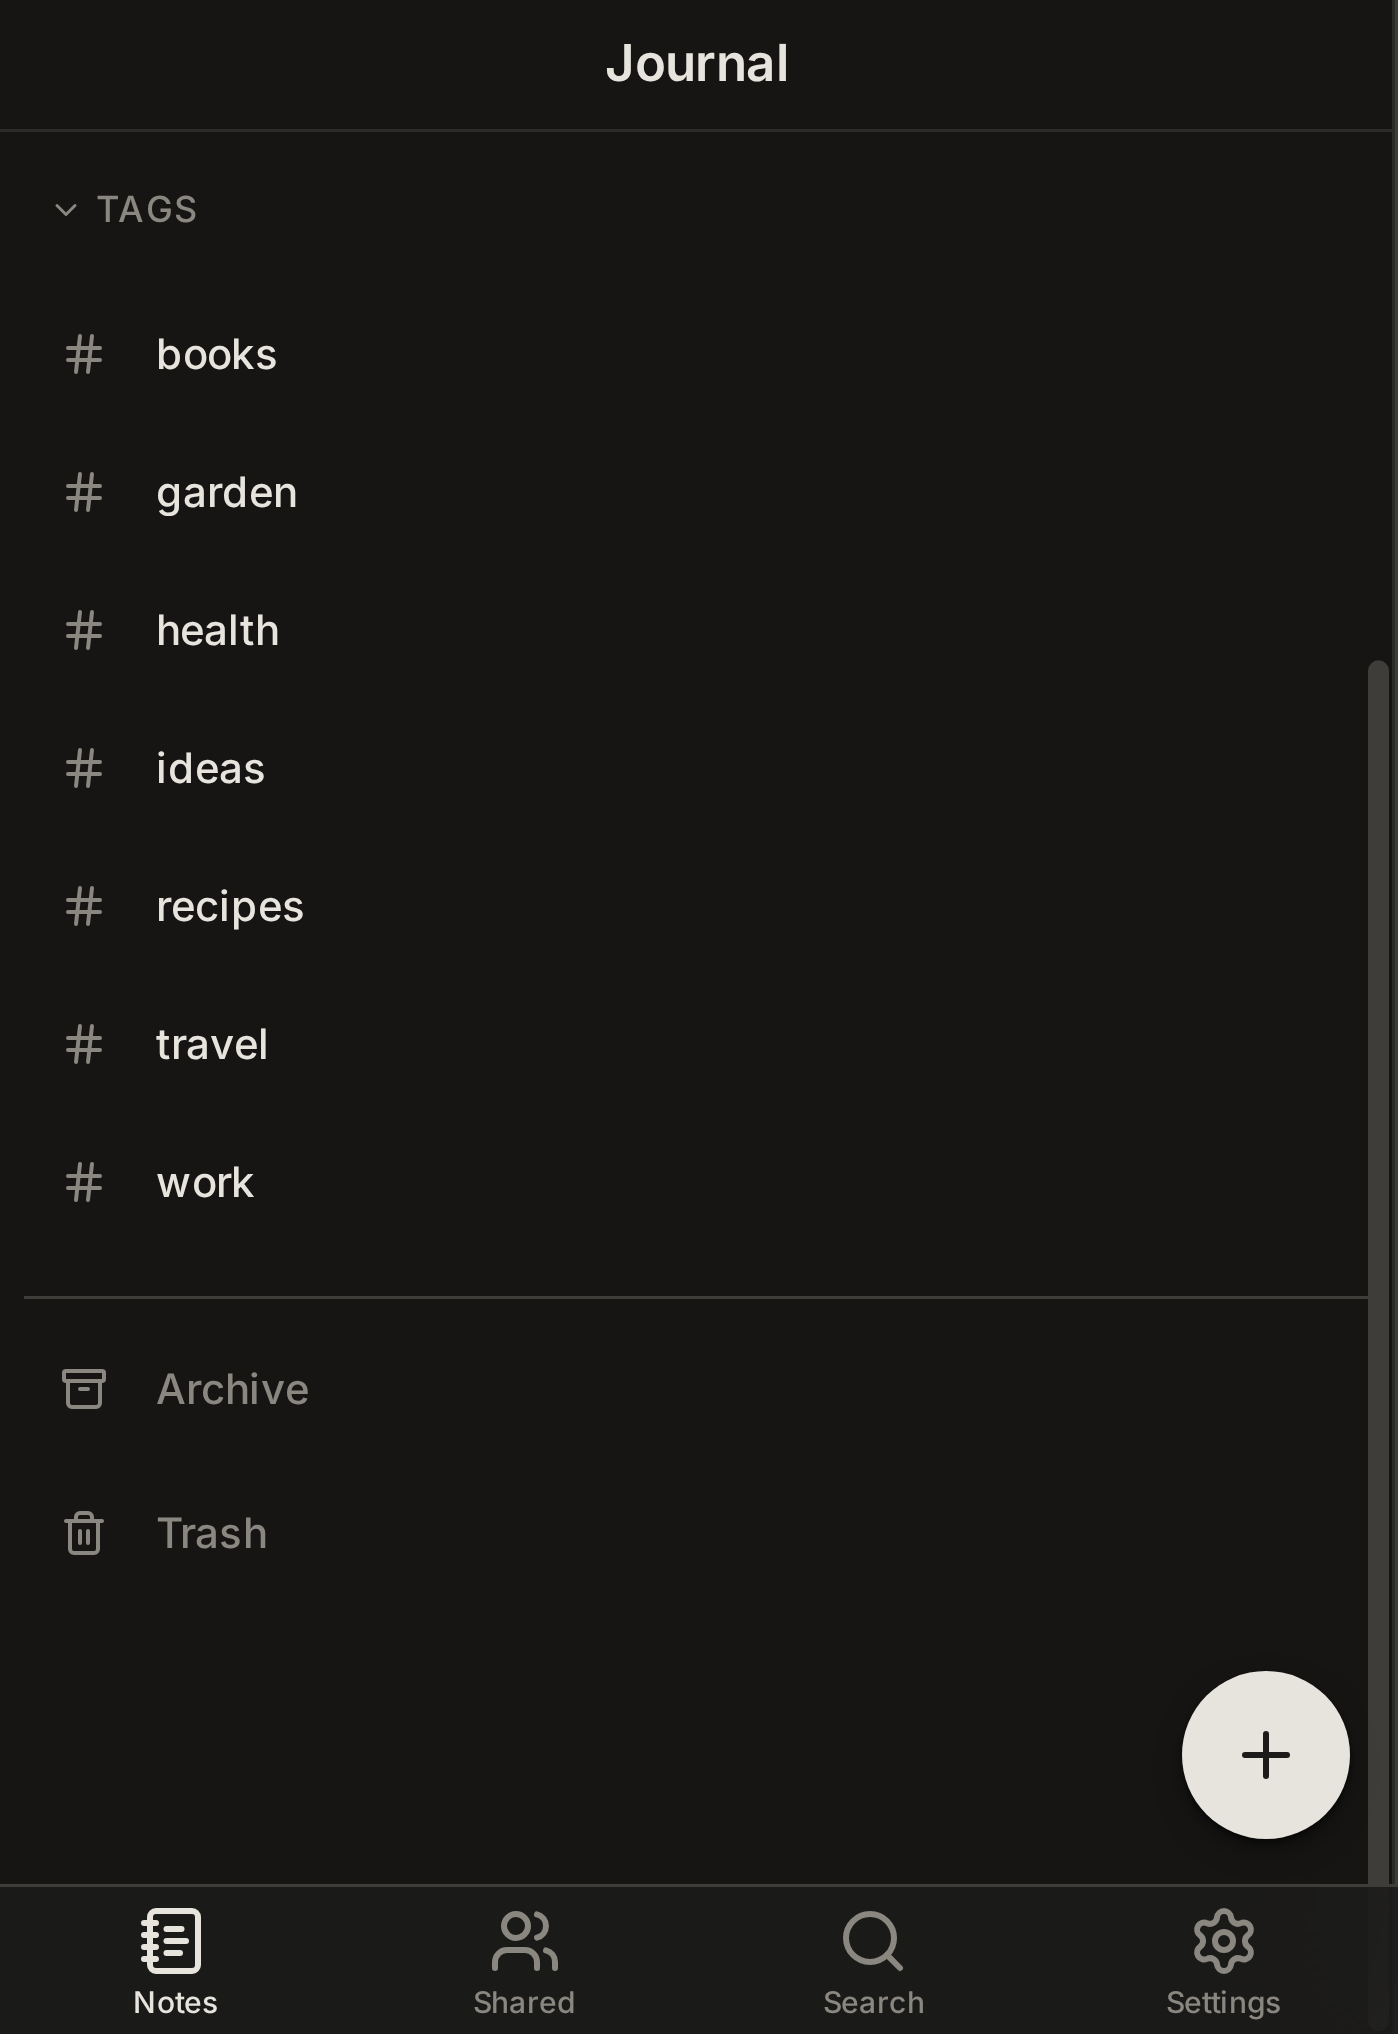 Journal
TAGS
# books
# garden
# health
# ideas
# recipes
# travel
# work
Archive
Trash
Notes
Shared
Search
Settings